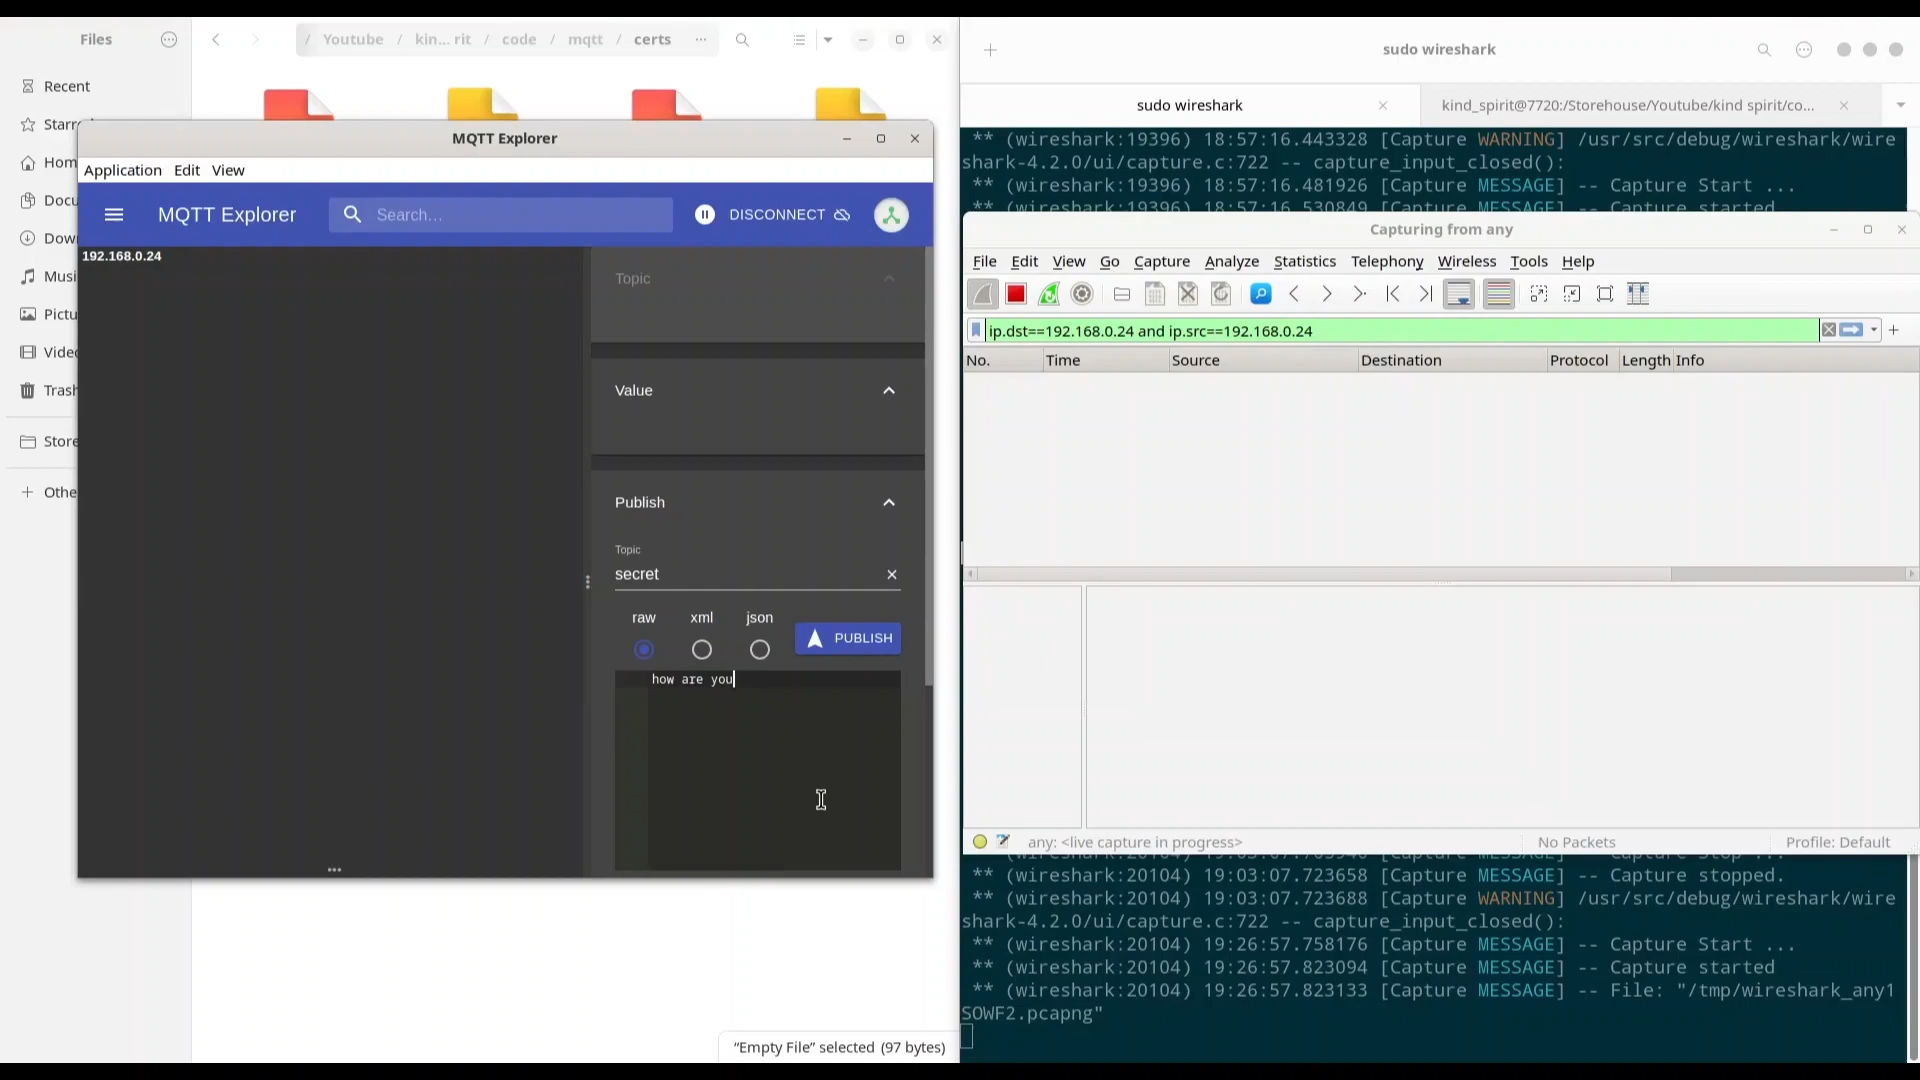 Files
/ Youtube / kin... rit / code / mqtt / certs ...
Recent
Starr
Hom
Docu
Dow
Musi
Pictu
Vide
Trash
Store
+ Othe
MQTT Explorer
Application Edit View
MQTT Explorer
Search...
DISCONNECT
192.168.0.24
Topic
Value
Publish
Topic
secret
raw xml json
PUBLISH
how are you
"Empty File" selected (97 bytes)
sudo wireshark
sudo wireshark
kind_spirit@7720:/Storehouse/Youtube/kind spirit/co...
** (wireshark:19396) 18:57:16.443328 [Capture WARNING] /usr/src/debug/wireshark/wire
shark-4.2.0/ui/capture.c:722 -- capture_input_closed():
** (wireshark:19396) 18:57:16.481926 [Capture MESSAGE] -- Capture Start ...
** (wireshark:19396) 18:57:16.530849 [Capture MESSAGE] -- Capture started
Capturing from any
File Edit View Go Capture Analyze Statistics Telephony Wireless Tools Help
ip.dst==192.168.0.24 and ip.src==192.168.0.24
No. Time Source Destination Protocol Length Info
any: <live capture in progress>
No Packets
Profile: Default
** (wireshark:20104) 19:03:07.723658 [Capture MESSAGE] -- Capture stopped.
** (wireshark:20104) 19:03:07.723688 [Capture WARNING] /usr/src/debug/wireshark/wire
shark-4.2.0/ui/capture.c:722 -- capture_input_closed():
** (wireshark:20104) 19:26:57.758176 [Capture MESSAGE] -- Capture Start ...
** (wireshark:20104) 19:26:57.823094 [Capture MESSAGE] -- Capture started
** (wireshark:20104) 19:26:57.823133 [Capture MESSAGE] -- File: "/tmp/wireshark_any1
SOWF2.pcapng"